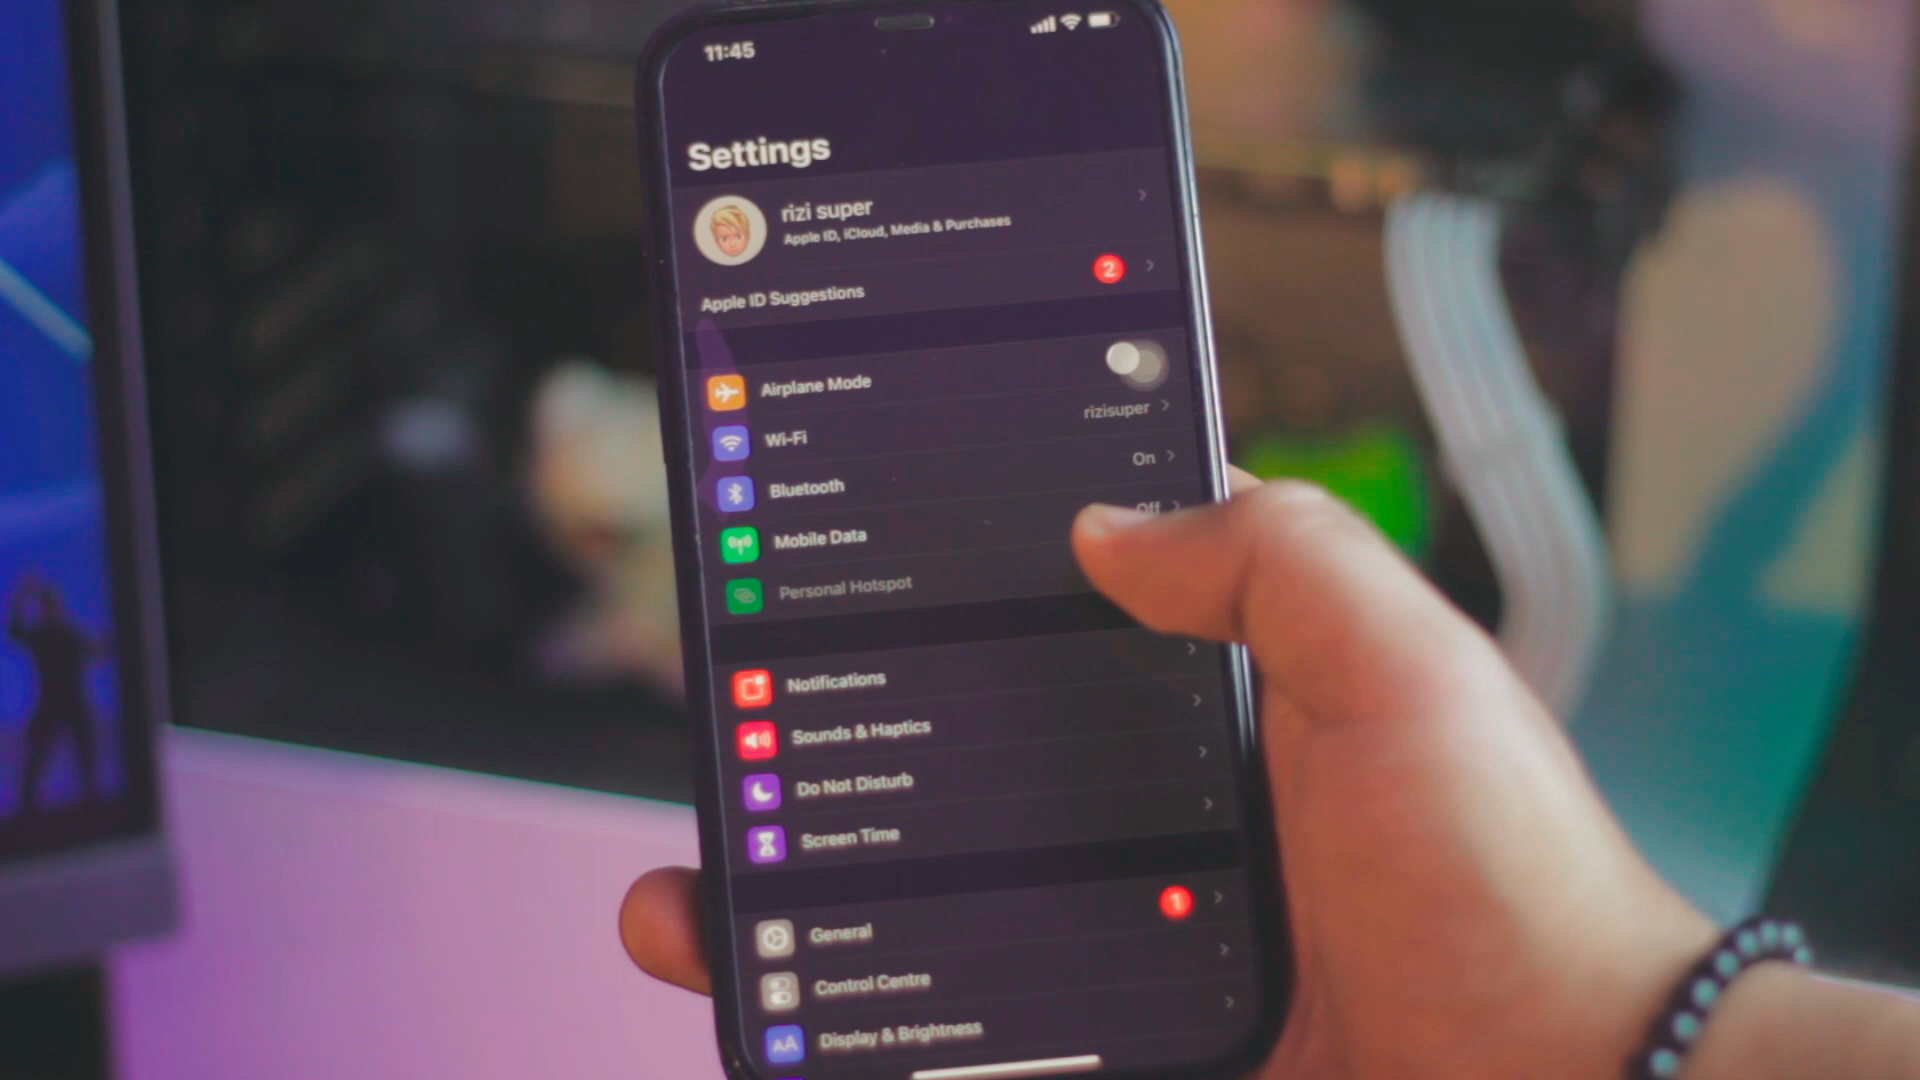 11:45
Settings
rizi super
Apple ID, iCloud, Media & Purchases
Apple ID Suggestions 2
Airplane Mode
Wi-Fi rizisuper
Bluetooth On
Mobile Data Off
Personal Hotspot
Notifications
Sounds & Haptics
Do Not Disturb
Screen Time
General 1
Control Centre
AA Display & Brightness